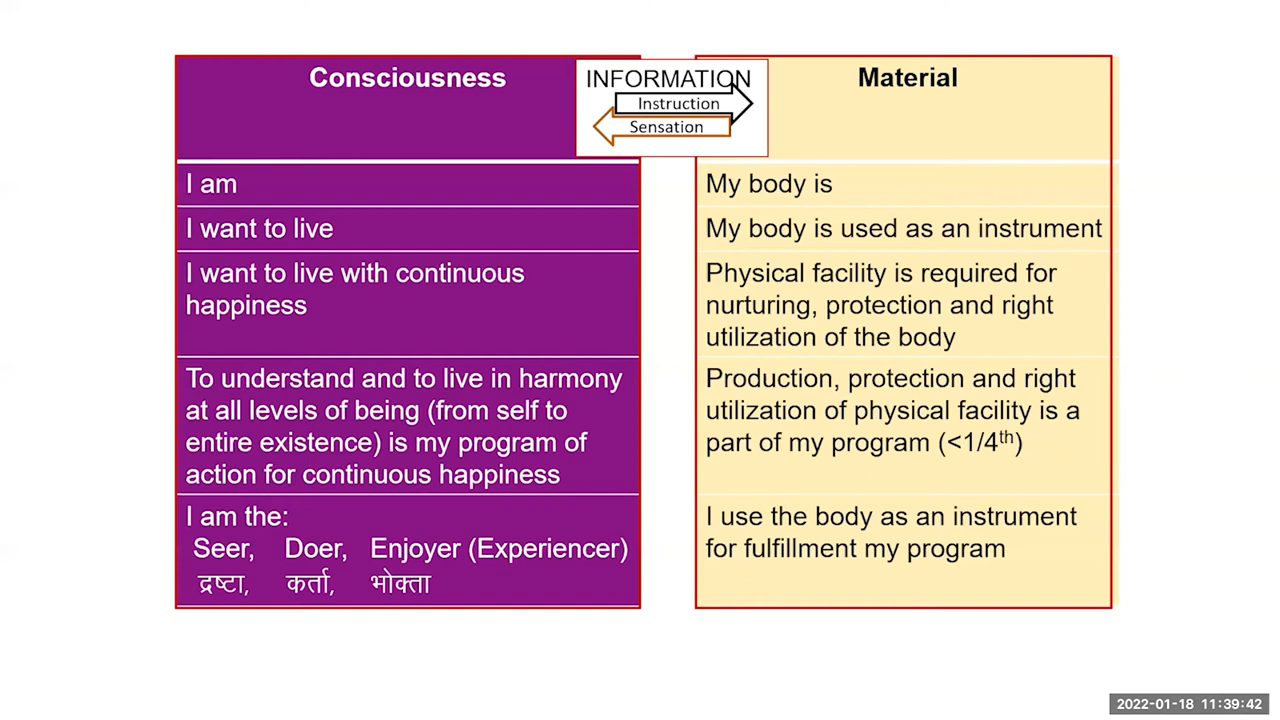 Consciousness
INFORMATION
Instruction
Sensation
Material
I am
My body is
I want to live
My body is used as an instrument
I want to live with continuous
happiness
Physical facility is required for
nurturing, protection and right
utilization of the body
To understand and to live in harmony
at all levels of being (from self to
entire existence) is my program of
action for continuous happiness
Production, protection and right
utilization of physical facility is a
part of my program (<1/4th)
I am the:
Seer, Doer, Enjoyer (Experiencer)
द्रष्टा, कर्ता, भोक्ता
I use the body as an instrument
for fulfillment my program
2022-01-18 11:39:42